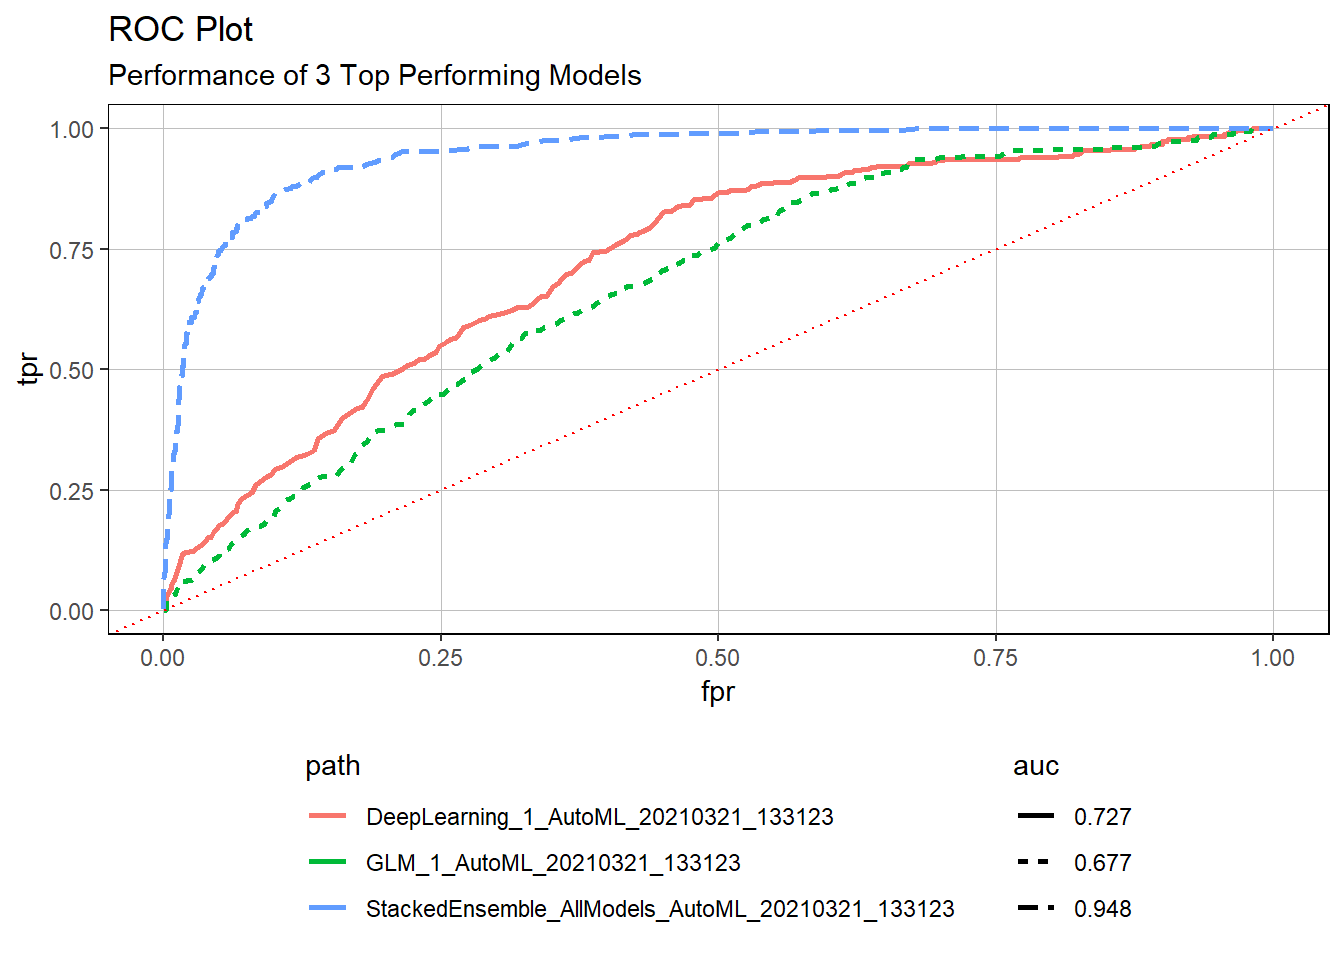 ROC Plot
Performance of 3 Top Performing Models
1.00
0.75
0.50
0.25
0.00
tpr
0.00 0.25 0.50 0.75 1.00
fpr
path auc
DeepLearning_1_AutoML_20210321_133123 0.727
GLM_1_AutoML_20210321_133123 0.677
StackedEnsemble_AllModels_AutoML_20210321_133123 0.948